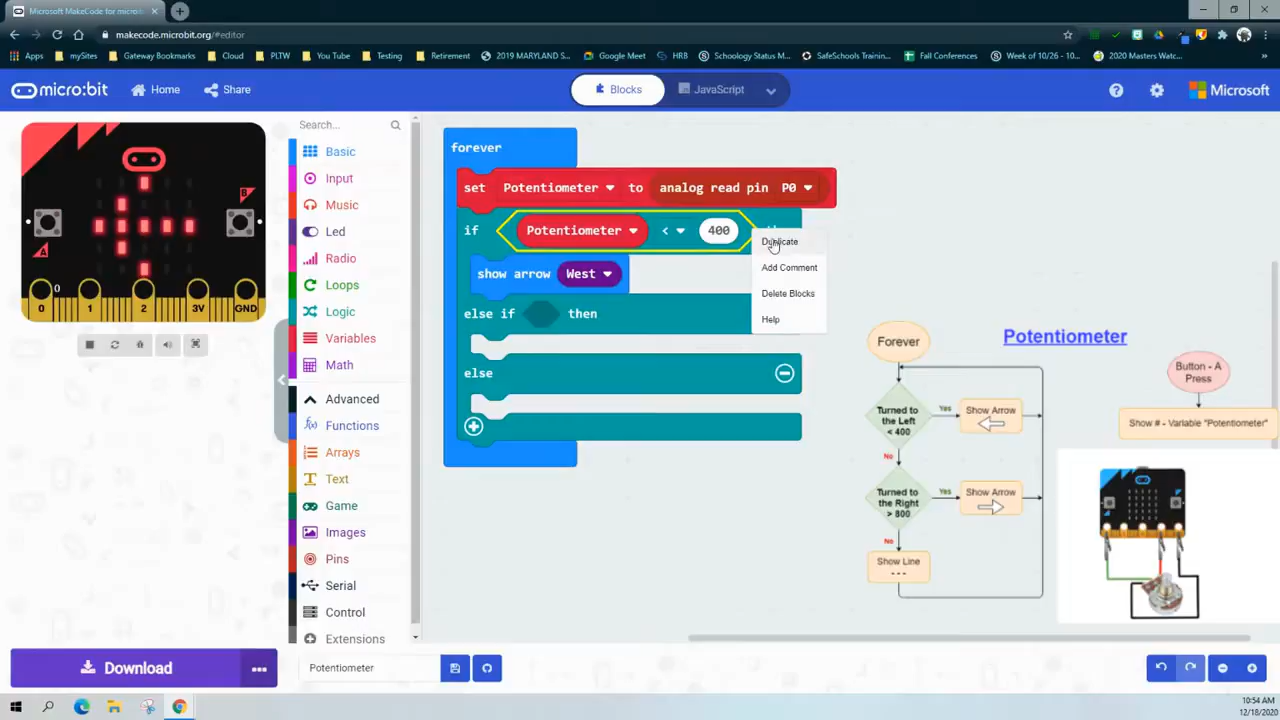 Microsoft MakeCode for micro:bit
makecode.microbit.org/#editor
Apps
mySites
Gateway Bookmarks
Cloud
PLTW
You Tube
Testing
Retirement
2019 MARYLAND S...
Google Meet
HRB
Schoology Status M...
SafeSchools Trainin...
Fall Conferences
Week of 10/26 - 10...
2020 Masters Watc...
»
micro:bit
Home
Share
Blocks
JavaScript
Microsoft
A
B
0
0 1 2 3V GND
Search...
Basic
Input
Music
Led
Radio
Loops
Logic
Variables
Math
Advanced
Functions
Arrays
Text
Game
Images
Pins
Serial
Control
Extensions
forever
set Potentiometer to analog read pin P0
if Potentiometer < 400
show arrow West
else if then
else
Duplicate
Add Comment
Delete Blocks
Help
Potentiometer
Forever
Turned to
the Left
< 400
Yes
Show Arrow
No
Turned to
the Right
> 800
Yes
Show Arrow
No
Show Line
- - -
Button - A
Press
Show # - Variable "Potentiometer"
Download
Potentiometer
10:54 AM
12/18/2020